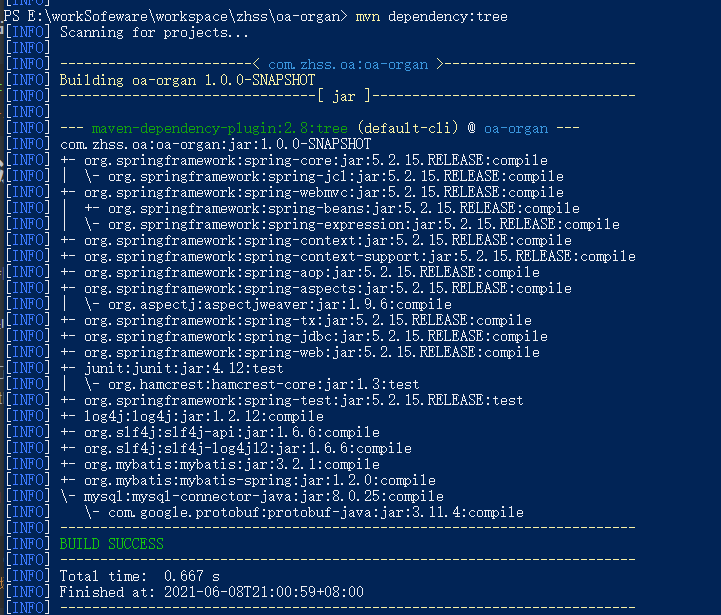 [INFO]
PS E:\workSofeware\workspace\zhss\oa-organ> mvn dependency:tree
[INFO] Scanning for projects...
[INFO]
[INFO] ------------------------< com.zhss.oa:oa-organ >------------------------
[INFO] Building oa-organ 1.0.0-SNAPSHOT
[INFO] --------------------------------[ jar ]---------------------------------
[INFO]
[INFO] --- maven-dependency-plugin:2.8:tree (default-cli) @ oa-organ ---
[INFO] com.zhss.oa:oa-organ:jar:1.0.0-SNAPSHOT
[INFO] +- org.springframework:spring-core:jar:5.2.15.RELEASE:compile
[INFO] |  \- org.springframework:spring-jcl:jar:5.2.15.RELEASE:compile
[INFO] +- org.springframework:spring-webmvc:jar:5.2.15.RELEASE:compile
[INFO] |  +- org.springframework:spring-beans:jar:5.2.15.RELEASE:compile
[INFO] |  \- org.springframework:spring-expression:jar:5.2.15.RELEASE:compile
[INFO] +- org.springframework:spring-context:jar:5.2.15.RELEASE:compile
[INFO] +- org.springframework:spring-context-support:jar:5.2.15.RELEASE:compile
[INFO] +- org.springframework:spring-aop:jar:5.2.15.RELEASE:compile
[INFO] +- org.springframework:spring-aspects:jar:5.2.15.RELEASE:compile
[INFO] |  \- org.aspectj:aspectjweaver:jar:1.9.6:compile
[INFO] +- org.springframework:spring-tx:jar:5.2.15.RELEASE:compile
[INFO] +- org.springframework:spring-jdbc:jar:5.2.15.RELEASE:compile
[INFO] +- org.springframework:spring-web:jar:5.2.15.RELEASE:compile
[INFO] +- junit:junit:jar:4.12:test
[INFO] |  \- org.hamcrest:hamcrest-core:jar:1.3:test
[INFO] +- org.springframework:spring-test:jar:5.2.15.RELEASE:test
[INFO] +- log4j:log4j:jar:1.2.12:compile
[INFO] +- org.slf4j:slf4j-api:jar:1.6.6:compile
[INFO] +- org.slf4j:slf4j-log4j12:jar:1.6.6:compile
[INFO] +- org.mybatis:mybatis:jar:3.2.1:compile
[INFO] +- org.mybatis:mybatis-spring:jar:1.2.0:compile
[INFO] \- mysql:mysql-connector-java:jar:8.0.25:compile
[INFO]    \- com.google.protobuf:protobuf-java:jar:3.11.4:compile
[INFO] ------------------------------------------------------------------------
[INFO] BUILD SUCCESS
[INFO] ------------------------------------------------------------------------
[INFO] Total time:  0.667 s
[INFO] Finished at: 2021-06-08T21:00:59+08:00
[INFO] ------------------------------------------------------------------------